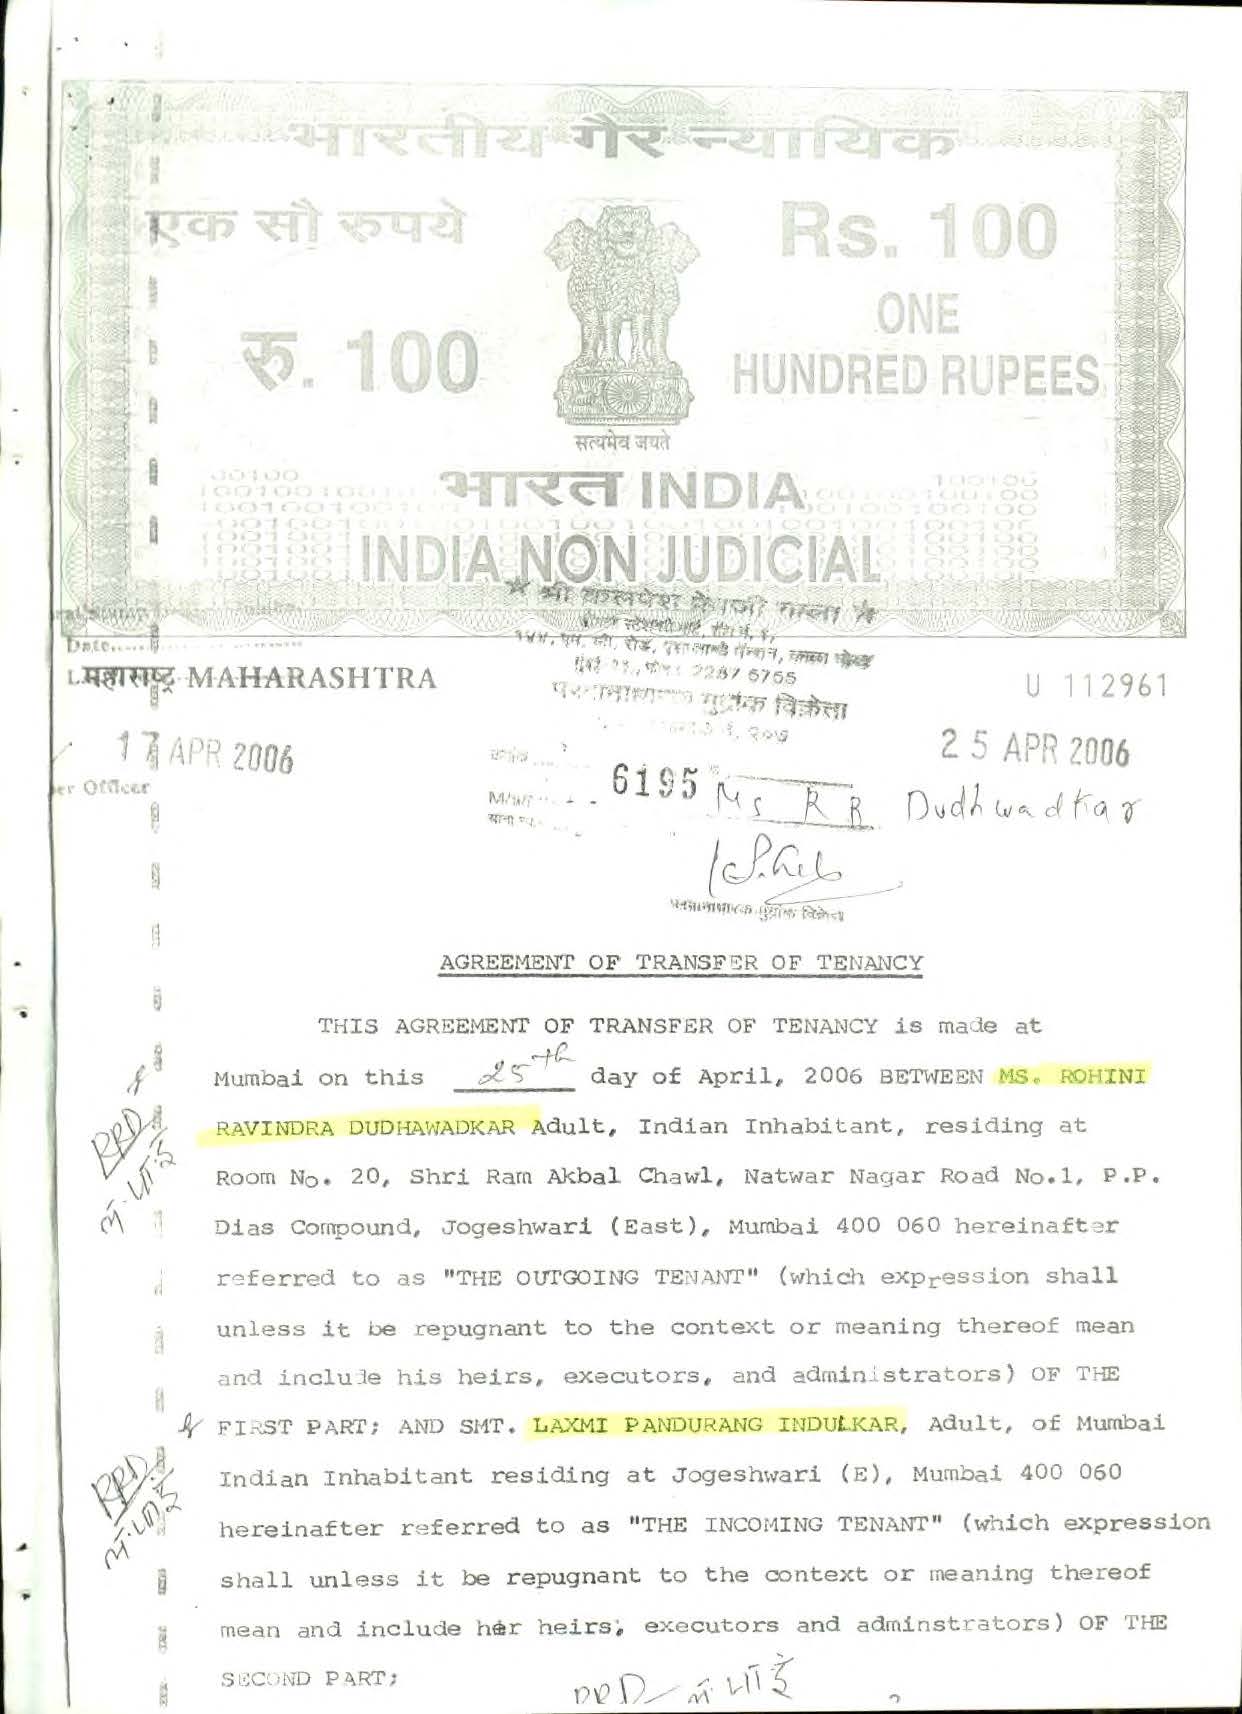 भारतीय गैर न्यायिक
एक सौ रुपये
Rs. 100
रु. 100
ONE
HUNDRED RUPEES
सत्यमेव जयते
भारत INDIA
INDIA NON JUDICIAL
Date
महाराष्ट्र MAHARASHTRA
2287 6755
मुद्रांक विक्रेता
U 112961
17 APR 2006
25 APR 2006
er Officer
6195
Ms R R Dudhwadkar
मुद्रांक विक्रेता
AGREEMENT OF TRANSFER OF TENANCY
THIS AGREEMENT OF TRANSFER OF TENANCY is made at
Mumbai on this 25th day of April, 2006 BETWEEN MS. ROHINI
RAVINDRA DUDHAWADKAR Adult, Indian Inhabitant, residing at
Room No. 20, Shri Ram Akbal Chawl, Natwar Nagar Road No.1, P.P.
Dias Compound, Jogeshwari (East), Mumbai 400 060 hereinafter
referred to as "THE OUTGOING TENANT" (which expression shall
unless it be repugnant to the context or meaning thereof mean
and include his heirs, executors, and administrators) OF THE
FIRST PART; AND SMT. LAXMI PANDURANG INDULKAR, Adult, of Mumbai
Indian Inhabitant residing at Jogeshwari (E), Mumbai 400 060
hereinafter referred to as "THE INCOMING TENANT" (which expression
shall unless it be repugnant to the context or meaning thereof
mean and include her heirs, executors and adminstrators) OF THE
SECOND PART;
RRD
RRD
RRD